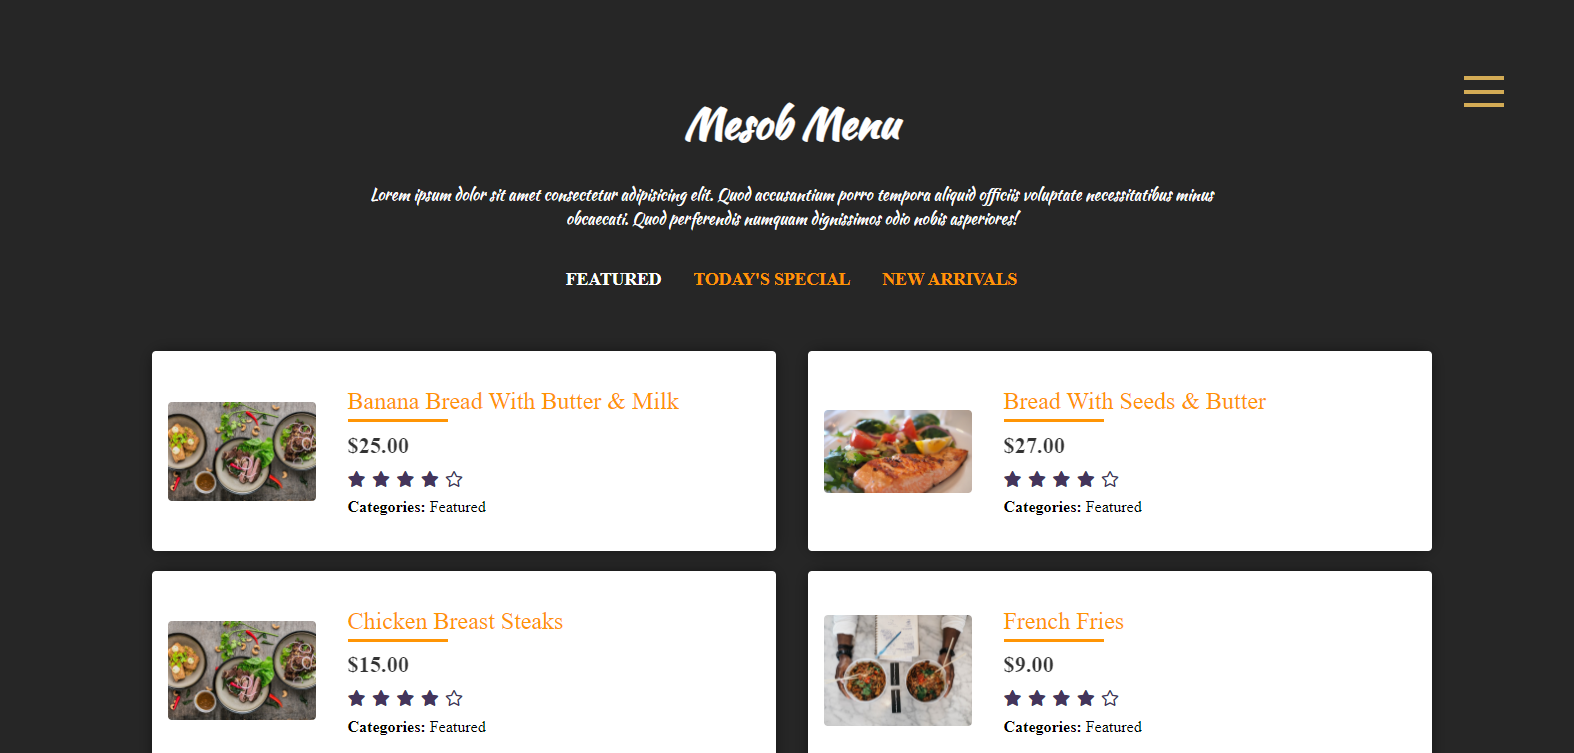 Mesob Menu
Lorem ipsum dolor sit amet consectetur adipisicing elit. Quod accusantium porro tempora aliquid officiis voluptate necessitatibus minus
obcaecati. Quod perferendis numquam dignissimos odio nobis asperiores!
FEATURED TODAY'S SPECIAL NEW ARRIVALS
Banana Bread With Butter & Milk
$25.00
Categories: Featured
Bread With Seeds & Butter
$27.00
Categories: Featured
Chicken Breast Steaks
$15.00
Categories: Featured
French Fries
$9.00
Categories: Featured